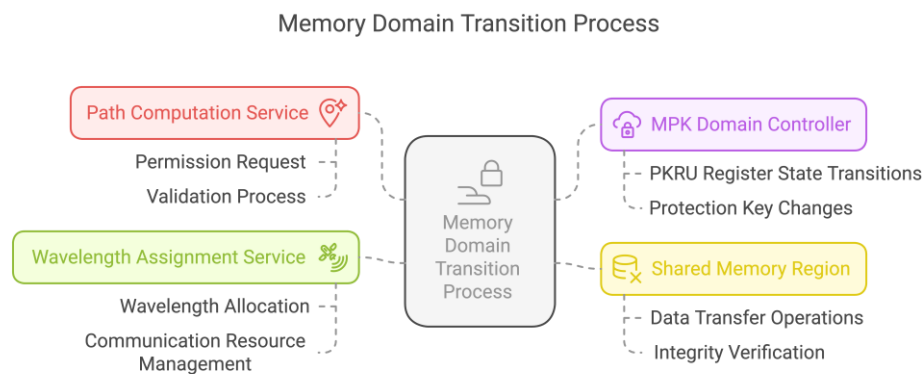 Memory Domain Transition Process
Path Computation Service
Permission Request
Validation Process
Wavelength Assignment Service
Wavelength Allocation
Communication Resource
Management
Memory
Domain
Transition
Process
MPK Domain Controller
PKRU Register State Transitions
Protection Key Changes
Shared Memory Region
Data Transfer Operations
Integrity Verification